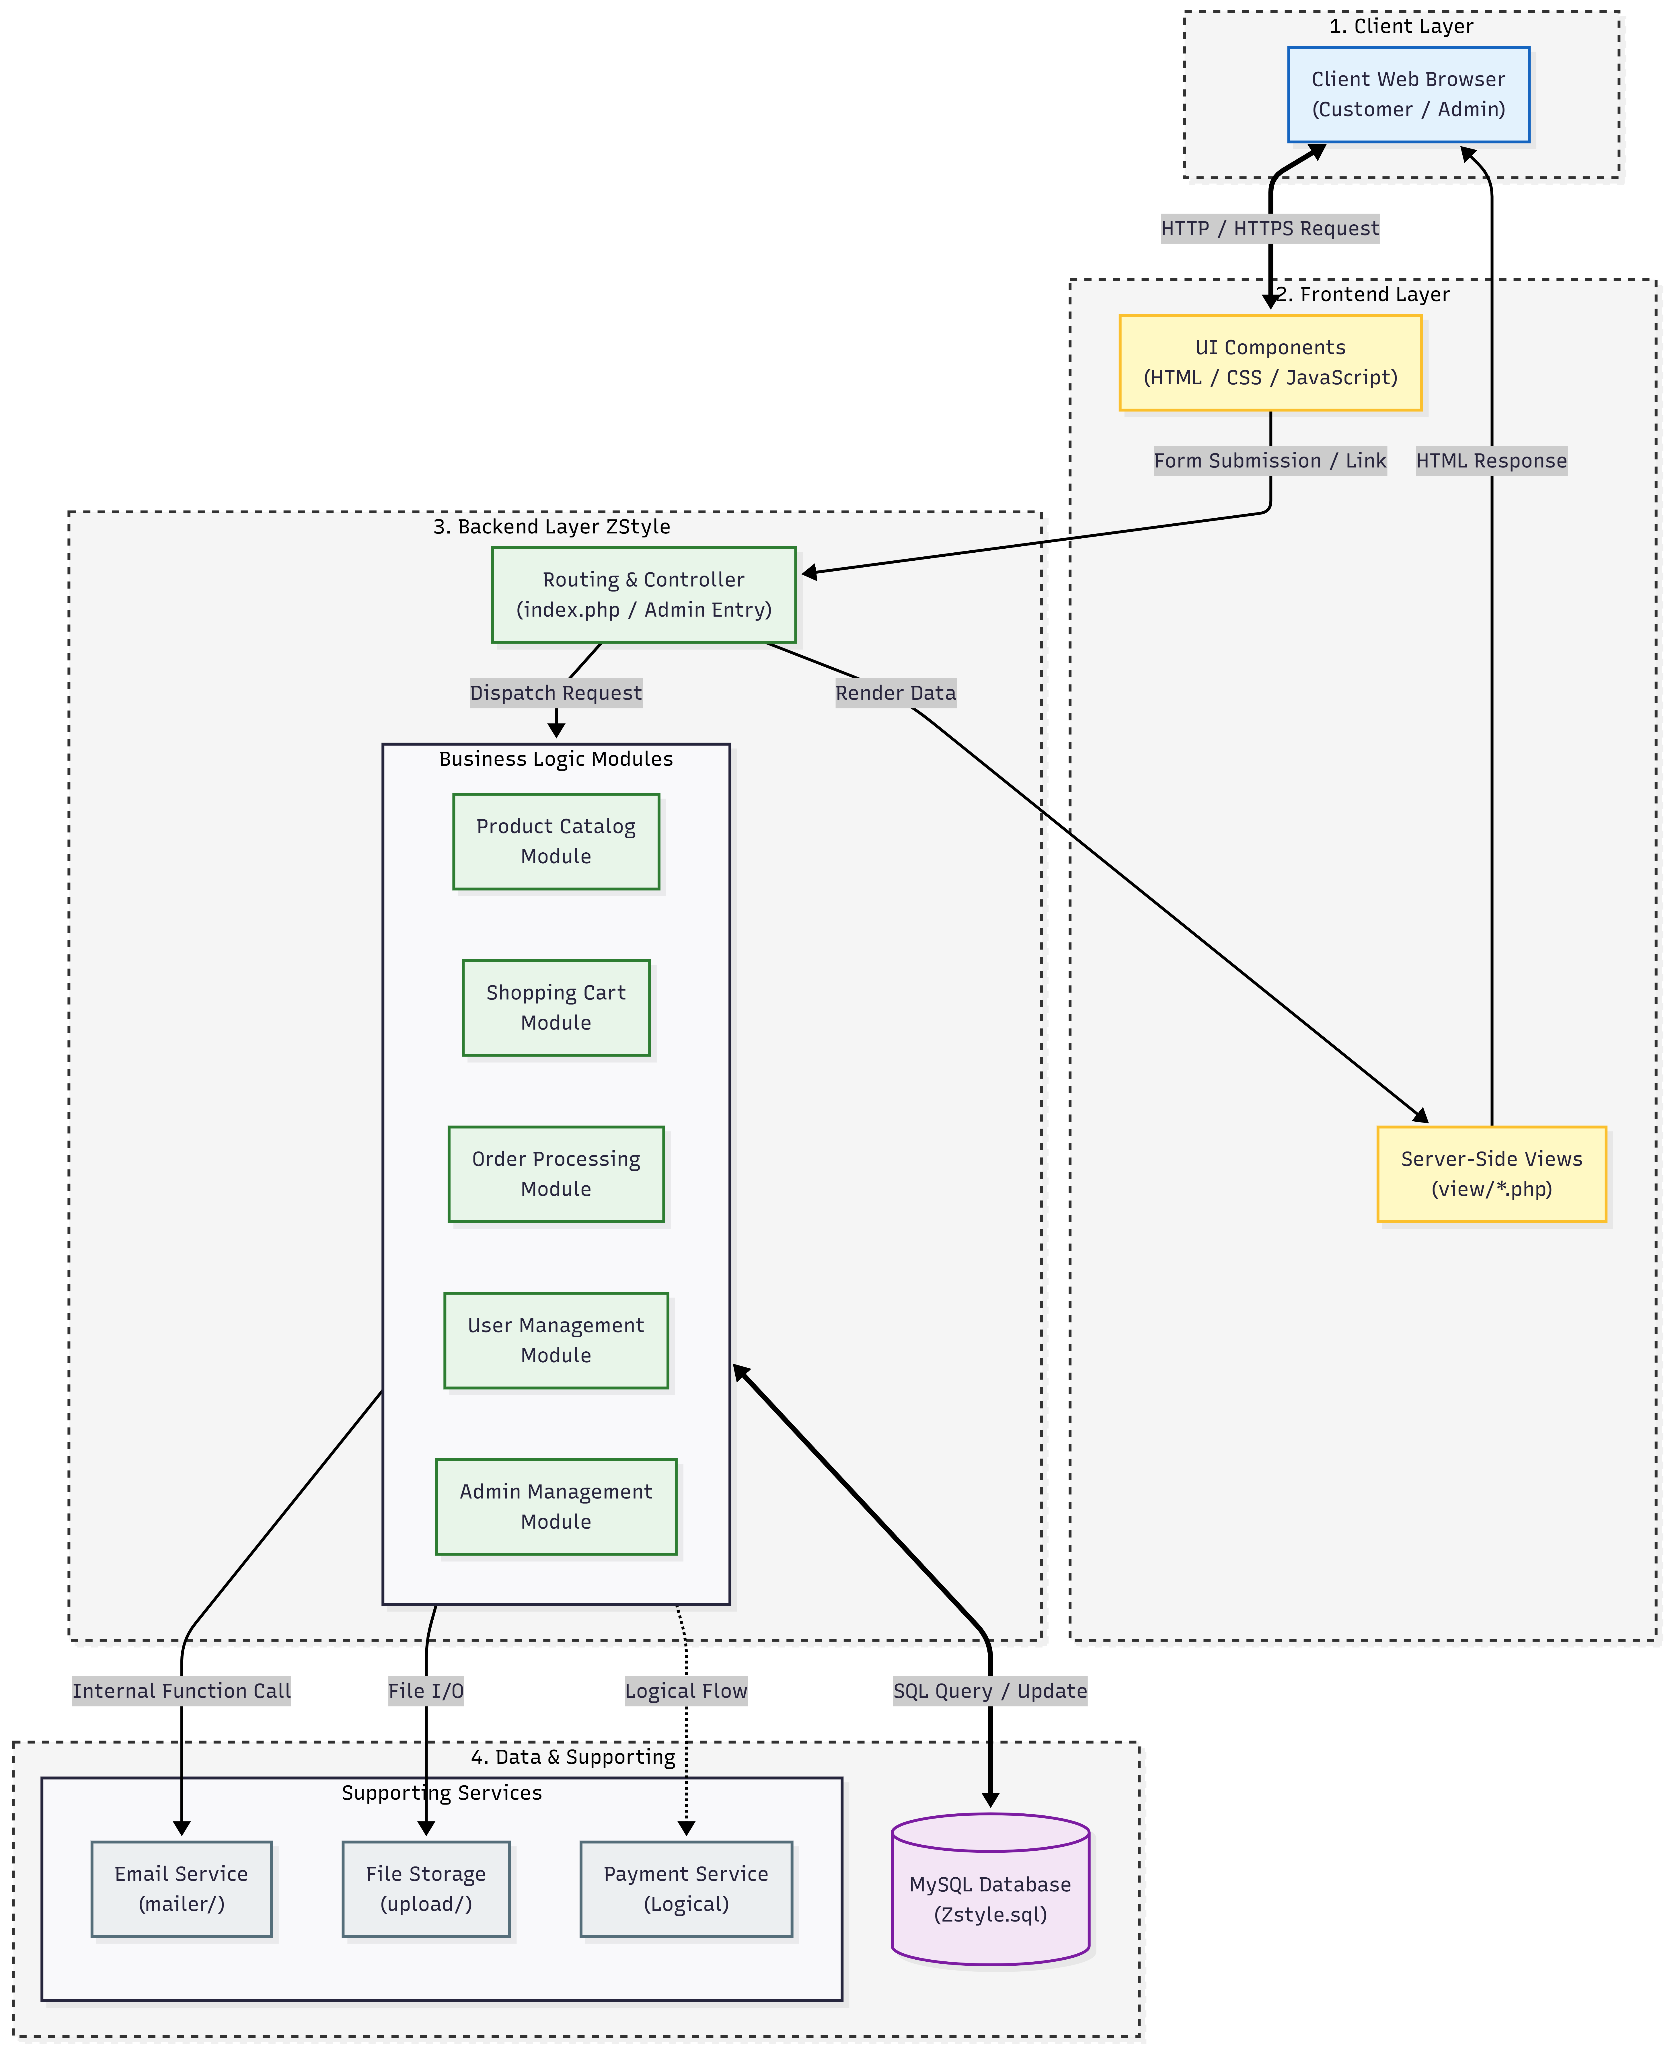 1. Client Layer
Client Web Browser
(Customer / Admin)
HTTP / HTTPS Request
2. Frontend Layer
UI Components
(HTML / CSS / JavaScript)
Form Submission / Link
HTML Response
3. Backend Layer ZStyle
Routing & Controller
(index.php / Admin Entry)
Dispatch Request
Render Data
Business Logic Modules
Product Catalog
Module
Shopping Cart
Module
Order Processing
Module
Server-Side Views
(view/*.php)
User Management
Module
Admin Management
Module
Internal Function Call
File I/O
Logical Flow
SQL Query / Update
4. Data & Supporting
Supporting Services
Email Service
(mailer/)
File Storage
(upload/)
Payment Service
(Logical)
MySQL Database
(Zstyle.sql)